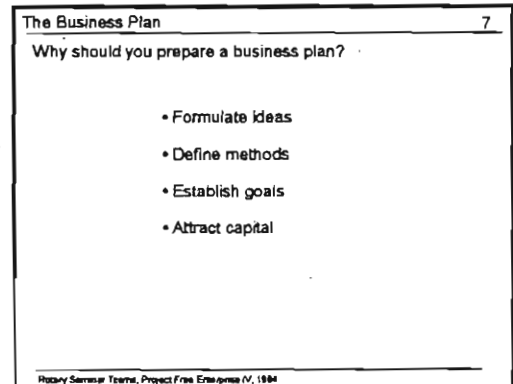 The Business Plan 7
Why should you prepare a business plan?
• Formulate ideas
• Define methods
• Establish goals
• Attract capital
Rotary Seminar Teams, Project Free Enterprise IV, 1994